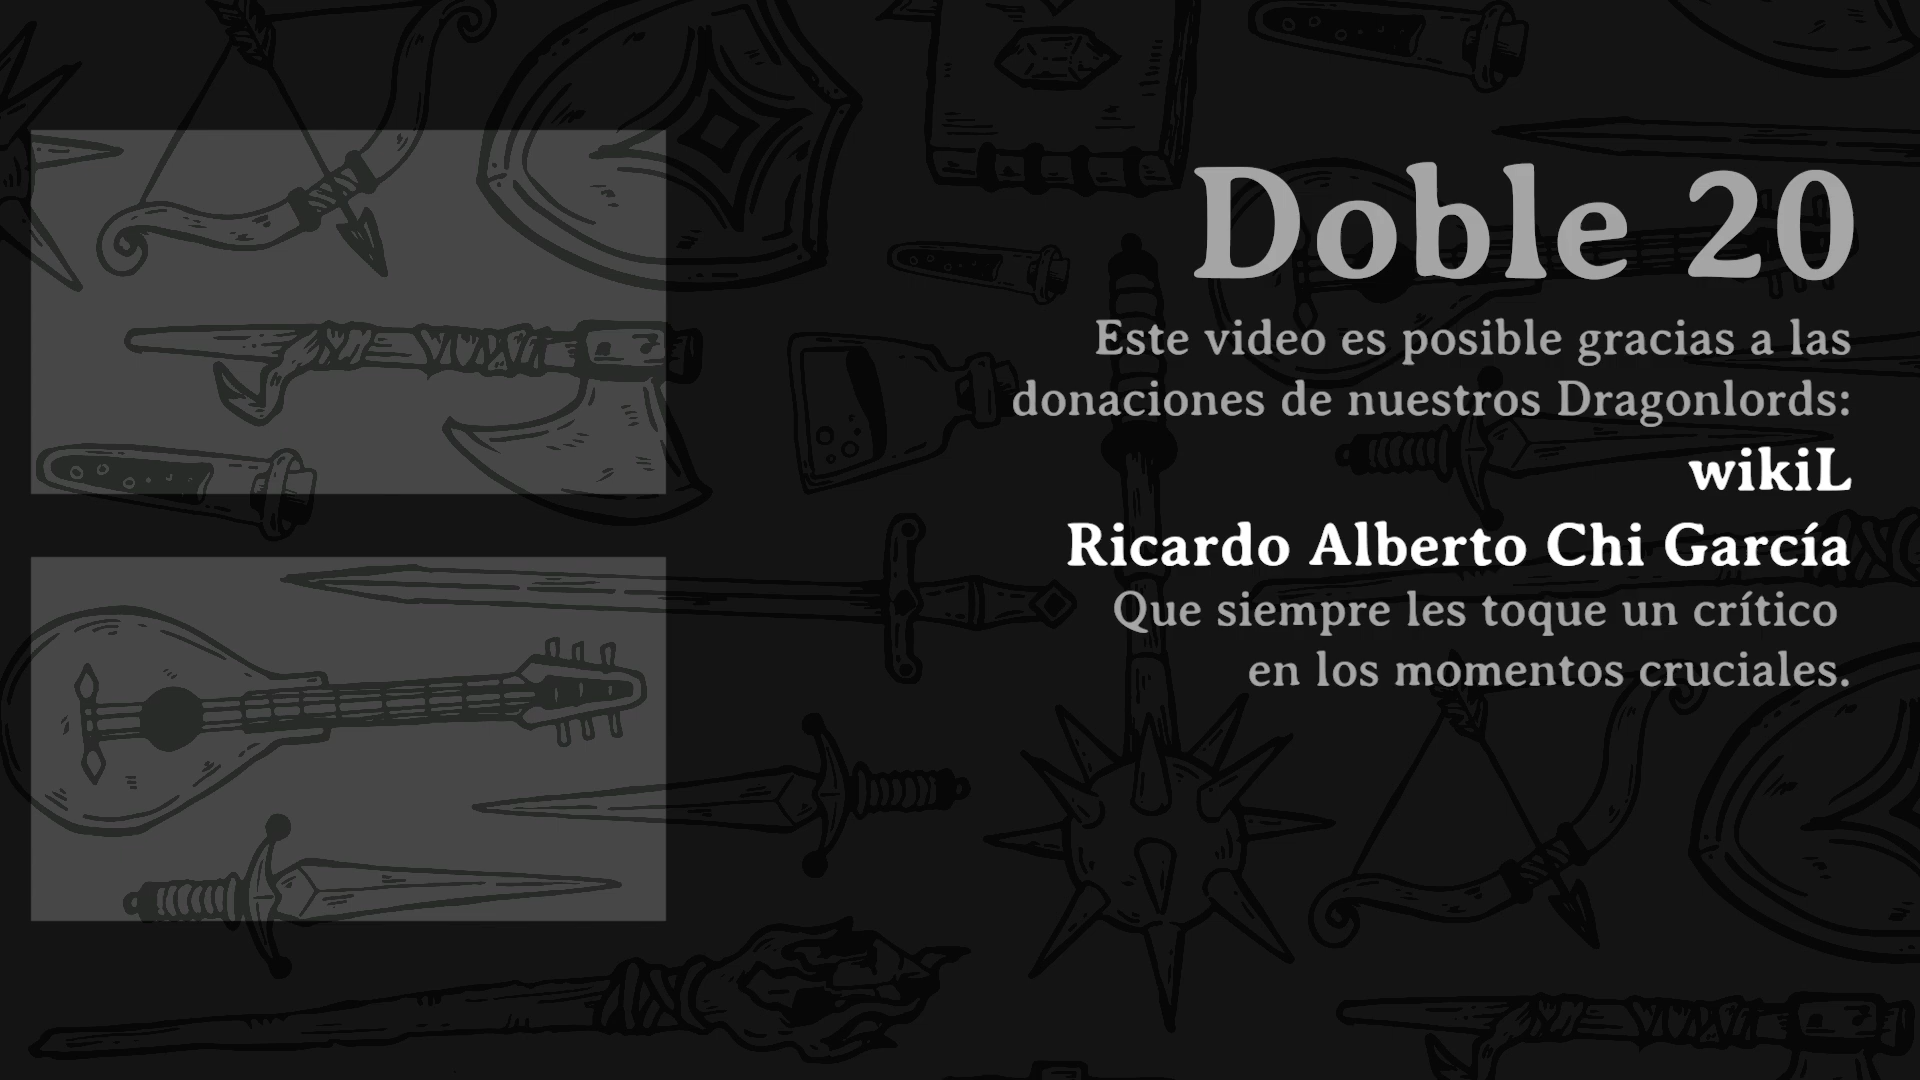 Doble 20
Este video es posible gracias a las
donaciones de nuestros Dragonlords:
wikiL
Ricardo Alberto Chi García
Que siempre les toque un crítico
en los momentos cruciales.